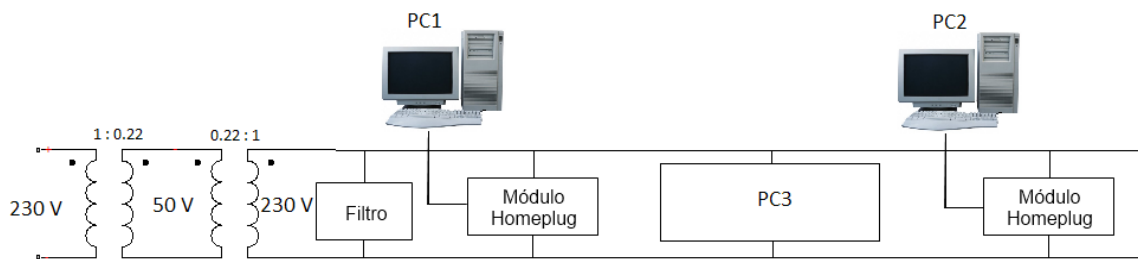 PC1
PC2
1 : 0.22
0.22 : 1
230 V
50 V
230 V
Filtro
Módulo
Homeplug
PC3
Módulo
Homeplug